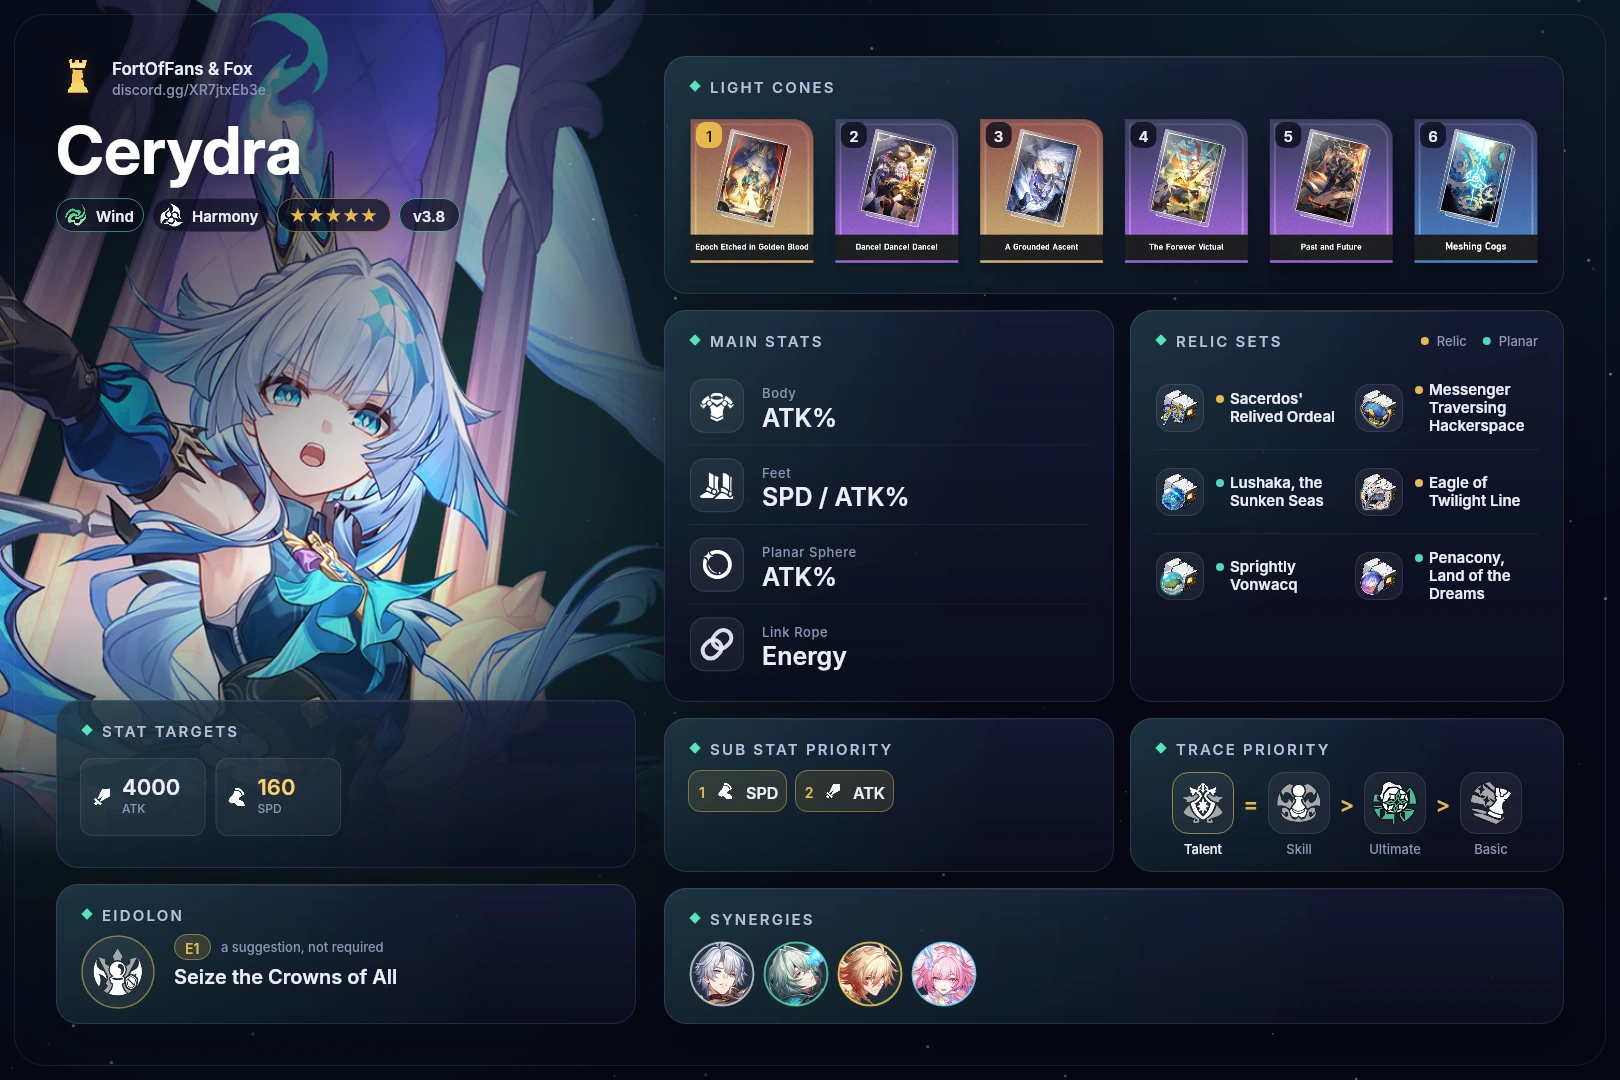 FortOfFans & Fox
discord.gg/XR7jtxEb3e
Cerydra
Wind
Harmony
★★★★★
v3.8
LIGHT CONES
1
2
3
4
5
6
Epoch Etched in Golden Blood
Dance! Dance! Dance!
A Grounded Ascent
The Forever Victual
Past and Future
Meshing Cogs
MAIN STATS
Body
ATK%
Feet
SPD / ATK%
Planar Sphere
ATK%
Link Rope
Energy
RELIC SETS
Relic
Planar
Sacerdos'
Relived Ordeal
Messenger
Traversing
Hackerspace
Lushaka, the
Sunken Seas
Eagle of
Twilight Line
Sprightly
Vonwacq
Penacony,
Land of the
Dreams
STAT TARGETS
4000
ATK
160
SPD
SUB STAT PRIORITY
1 SPD
2 ATK
TRACE PRIORITY
= > >
Talent
Skill
Ultimate
Basic
EIDOLON
E1 a suggestion, not required
Seize the Crowns of All
SYNERGIES